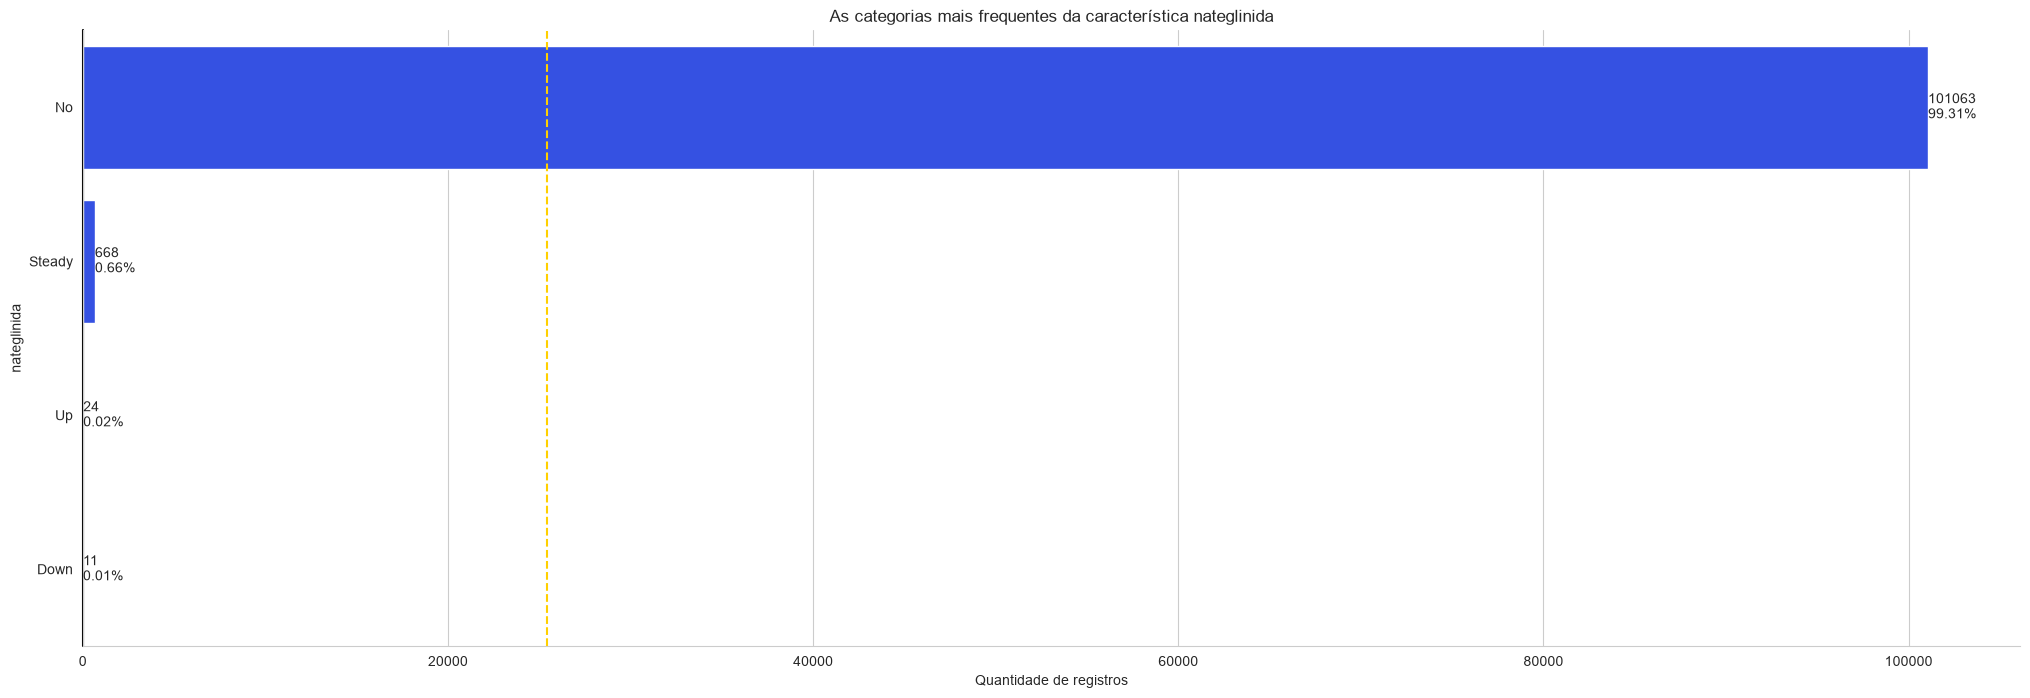 As categorias mais frequentes da característica nateglinida
No
101063
99.31%
Steady
668
0.66%
Up
24
0.02%
Down
11
0.01%
nateglinida
0
20000
40000
60000
80000
100000
Quantidade de registros